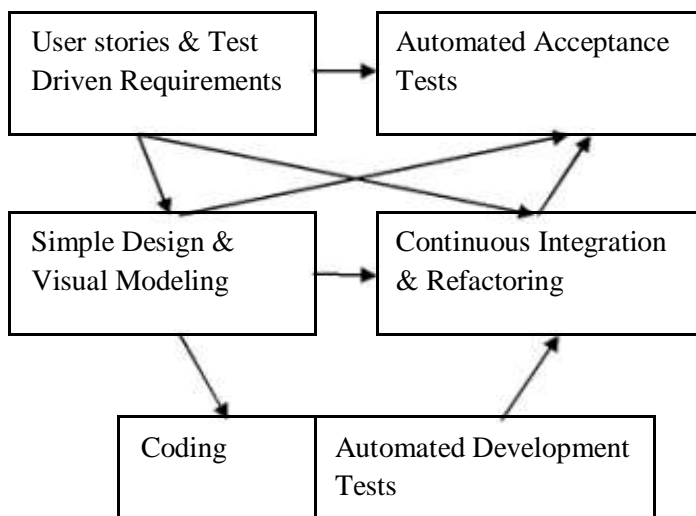 User stories & Test
Driven Requirements
Automated Acceptance
Tests
Simple Design &
Visual Modeling
Continuous Integration
& Refactoring
Coding
Automated Development
Tests